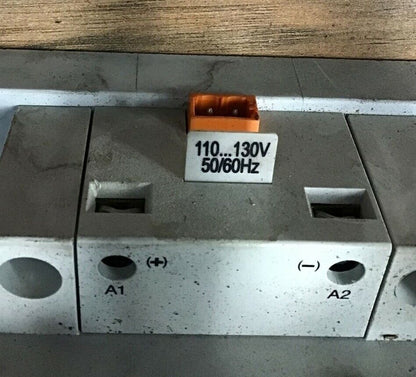 110...130V
50/60Hz
(+) (−)
A1 A2